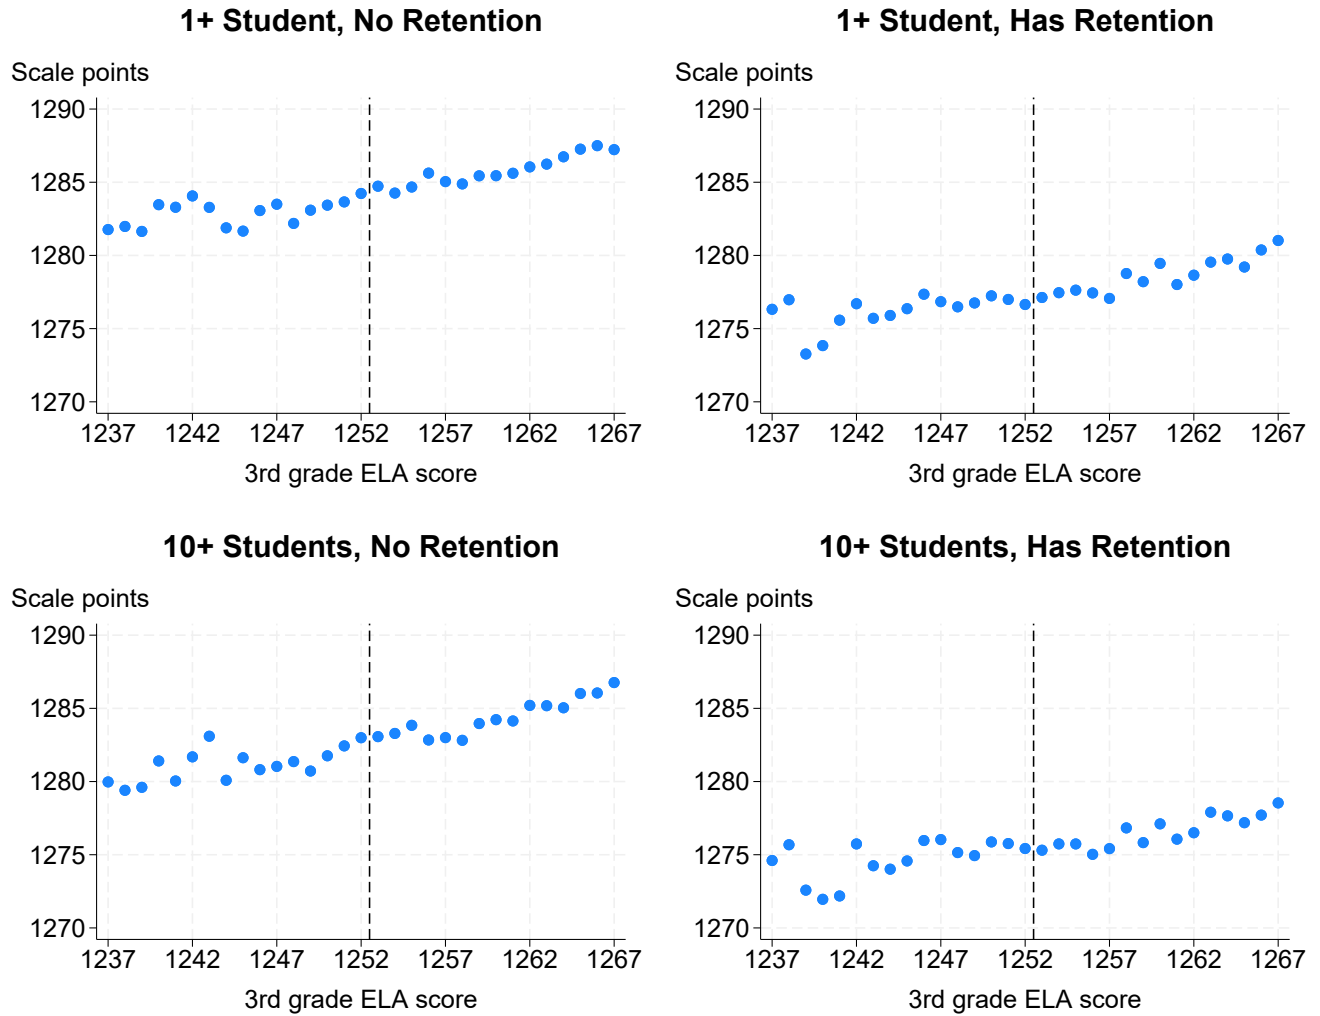 1+ Student, No Retention
Scale points
1290
1285
1280
1275
1270
1237 1242 1247 1252 1257 1262 1267
3rd grade ELA score
1+ Student, Has Retention
Scale points
1290
1285
1280
1275
1270
1237 1242 1247 1252 1257 1262 1267
3rd grade ELA score
10+ Students, No Retention
Scale points
1290
1285
1280
1275
1270
1237 1242 1247 1252 1257 1262 1267
3rd grade ELA score
10+ Students, Has Retention
Scale points
1290
1285
1280
1275
1270
1237 1242 1247 1252 1257 1262 1267
3rd grade ELA score